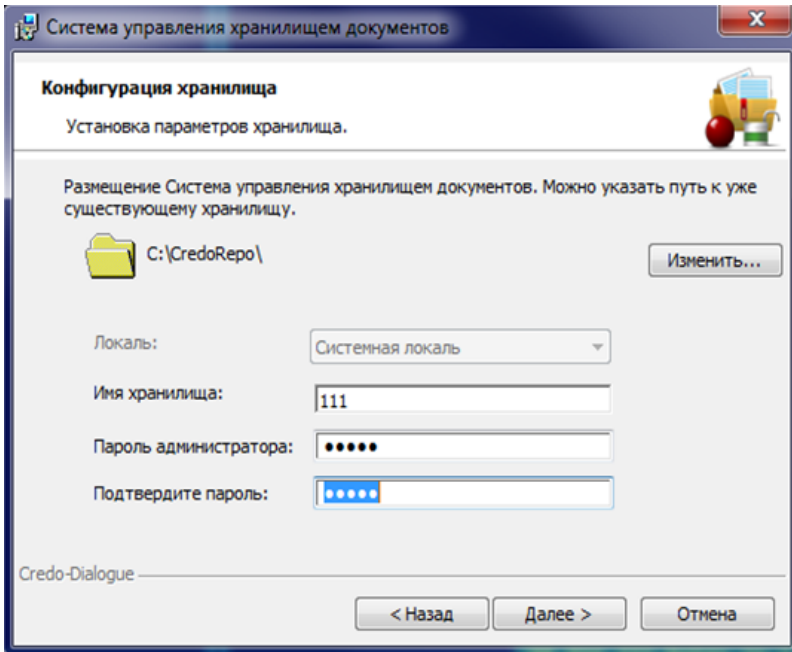 Система управления хранилищем документов
Конфигурация хранилища
Установка параметров хранилища.
Размещение Система управления хранилищем документов. Можно указать путь к уже
существующему хранилищу.
C:\CredoRepo\
Изменить...
Локаль:
Системная локаль
Имя хранилища:
111
Пароль администратора:
•••••
Подтвердите пароль:
•••••
Credo-Dialogue
< Назад
Далее >
Отмена